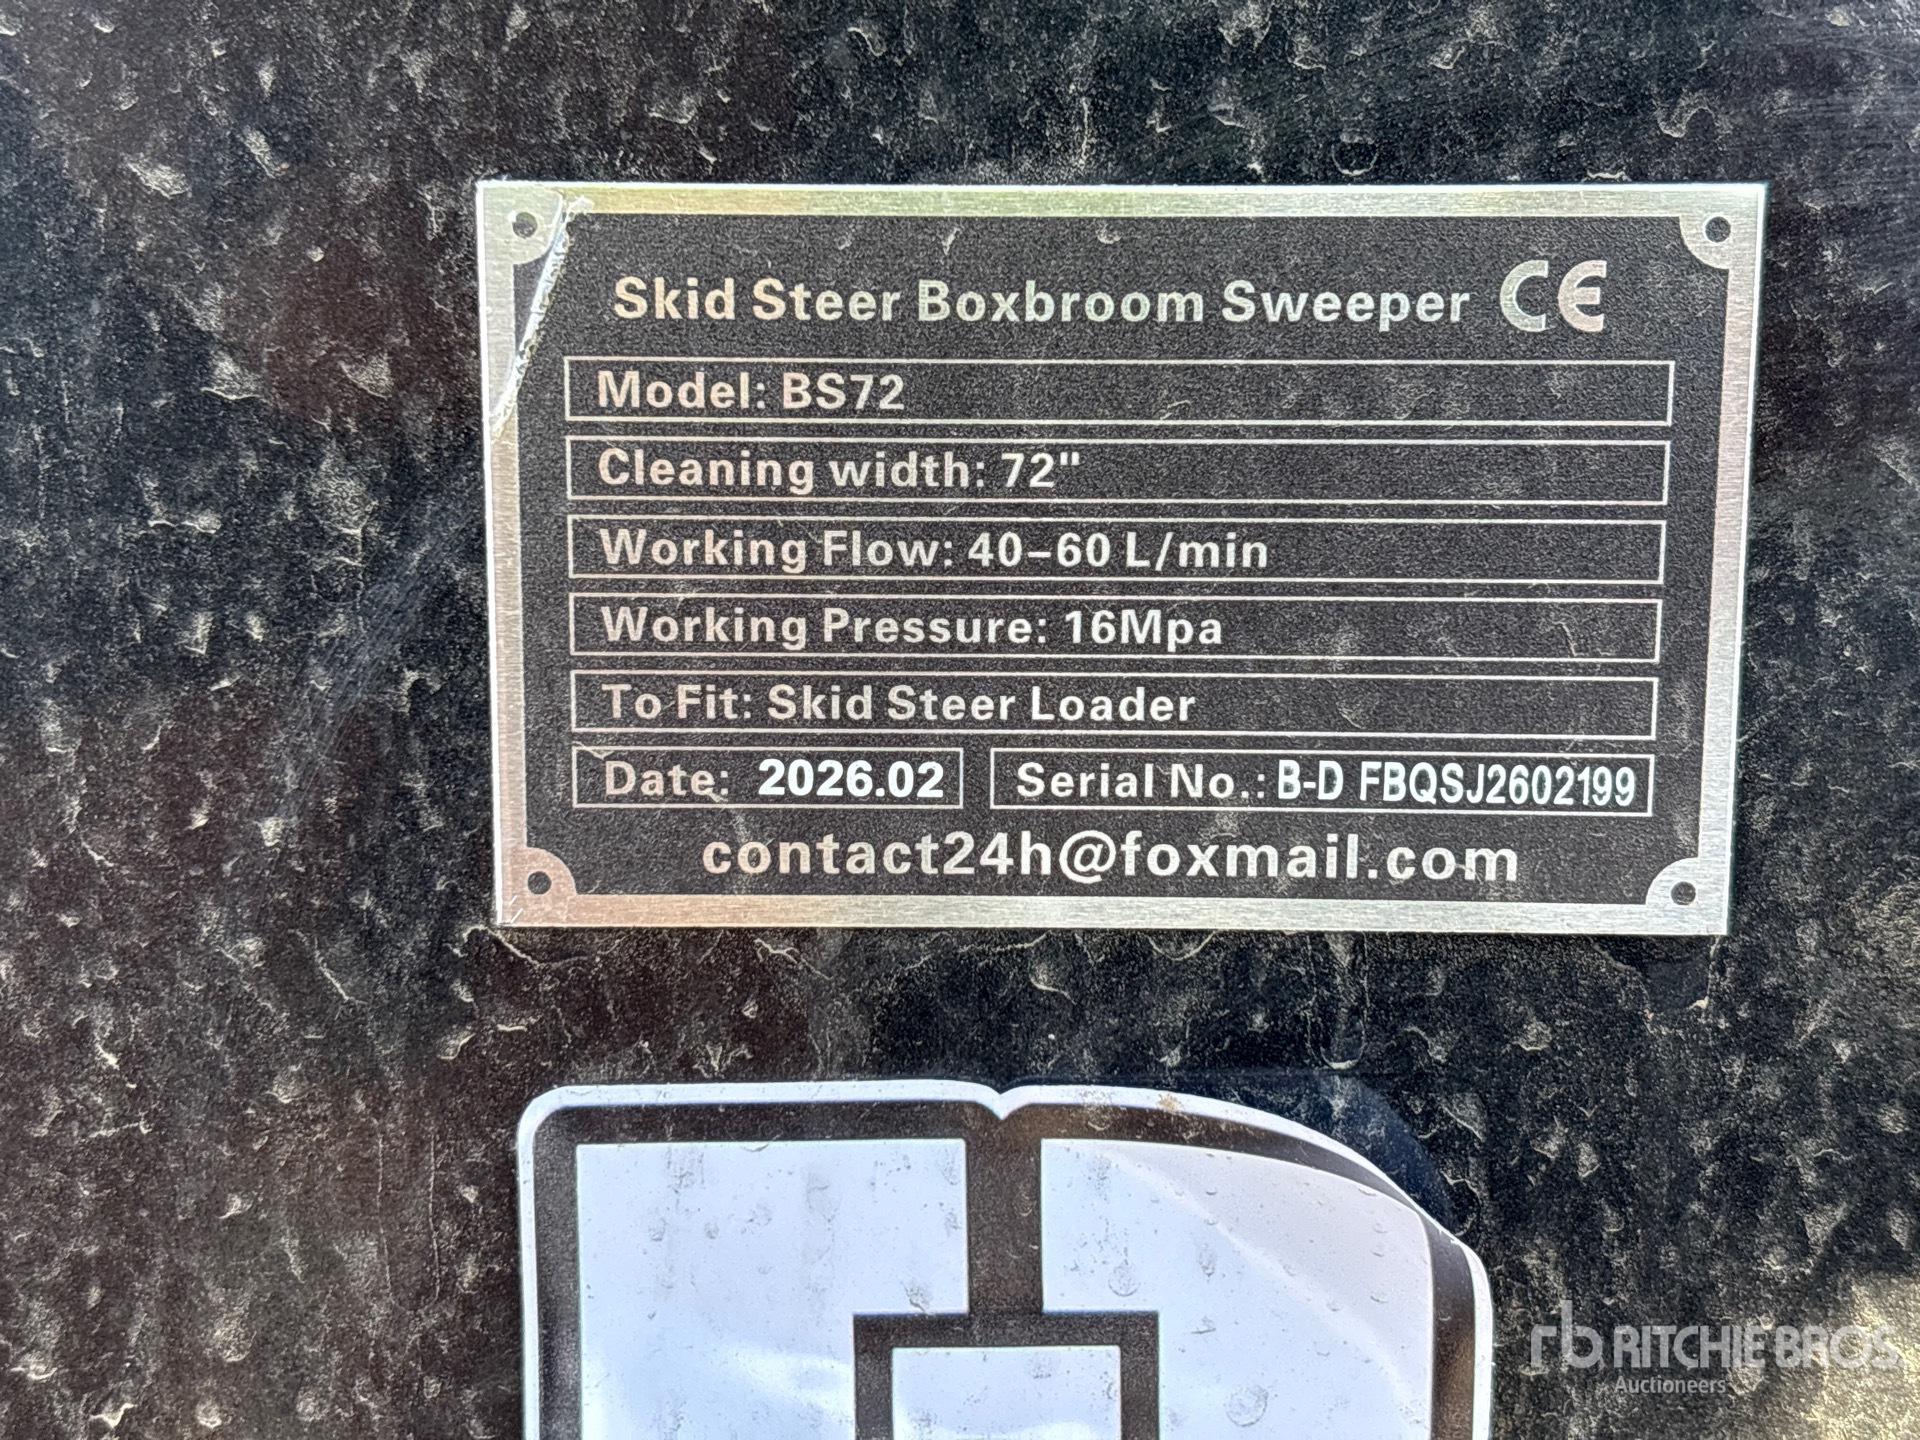 Skid Steer Boxbroom Sweeper CE
Model: BS72
Cleaning width: 72"
Working Flow: 40–60 L/min
Working Pressure: 16Mpa
To Fit: Skid Steer Loader
Date: 2026.02 Serial No.: B-D FBQSJ2602199
contact24h@foxmail.com
rb RITCHIE BROS
Auctioneers